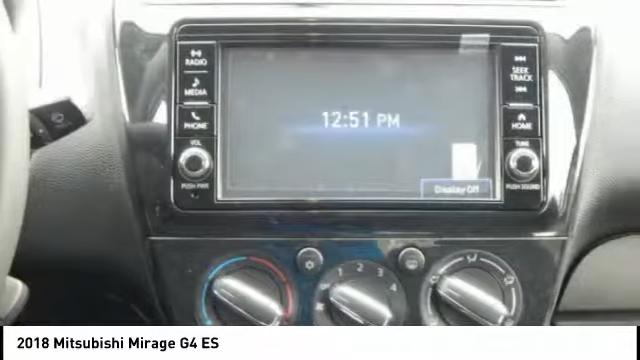 RADIO
MEDIA
PHONE
VOL
PUSH PWR
12:51 PM
Display Off
SEEK
TRACK
HOME
TUNE
PUSH SOUND
1 2 3 4
2018 Mitsubishi Mirage G4 ES